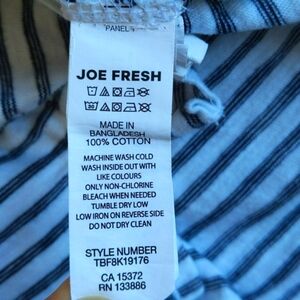 PANEL
JOE FRESH
MADE IN
BANGLADESH
100% COTTON
MACHINE WASH COLD
WASH INSIDE OUT WITH
LIKE COLOURS
ONLY NON-CHLORINE
BLEACH WHEN NEEDED
TUMBLE DRY LOW
LOW IRON ON REVERSE SIDE
DO NOT DRY CLEAN
STYLE NUMBER
TBF8K19176
CA 15372
RN 133886